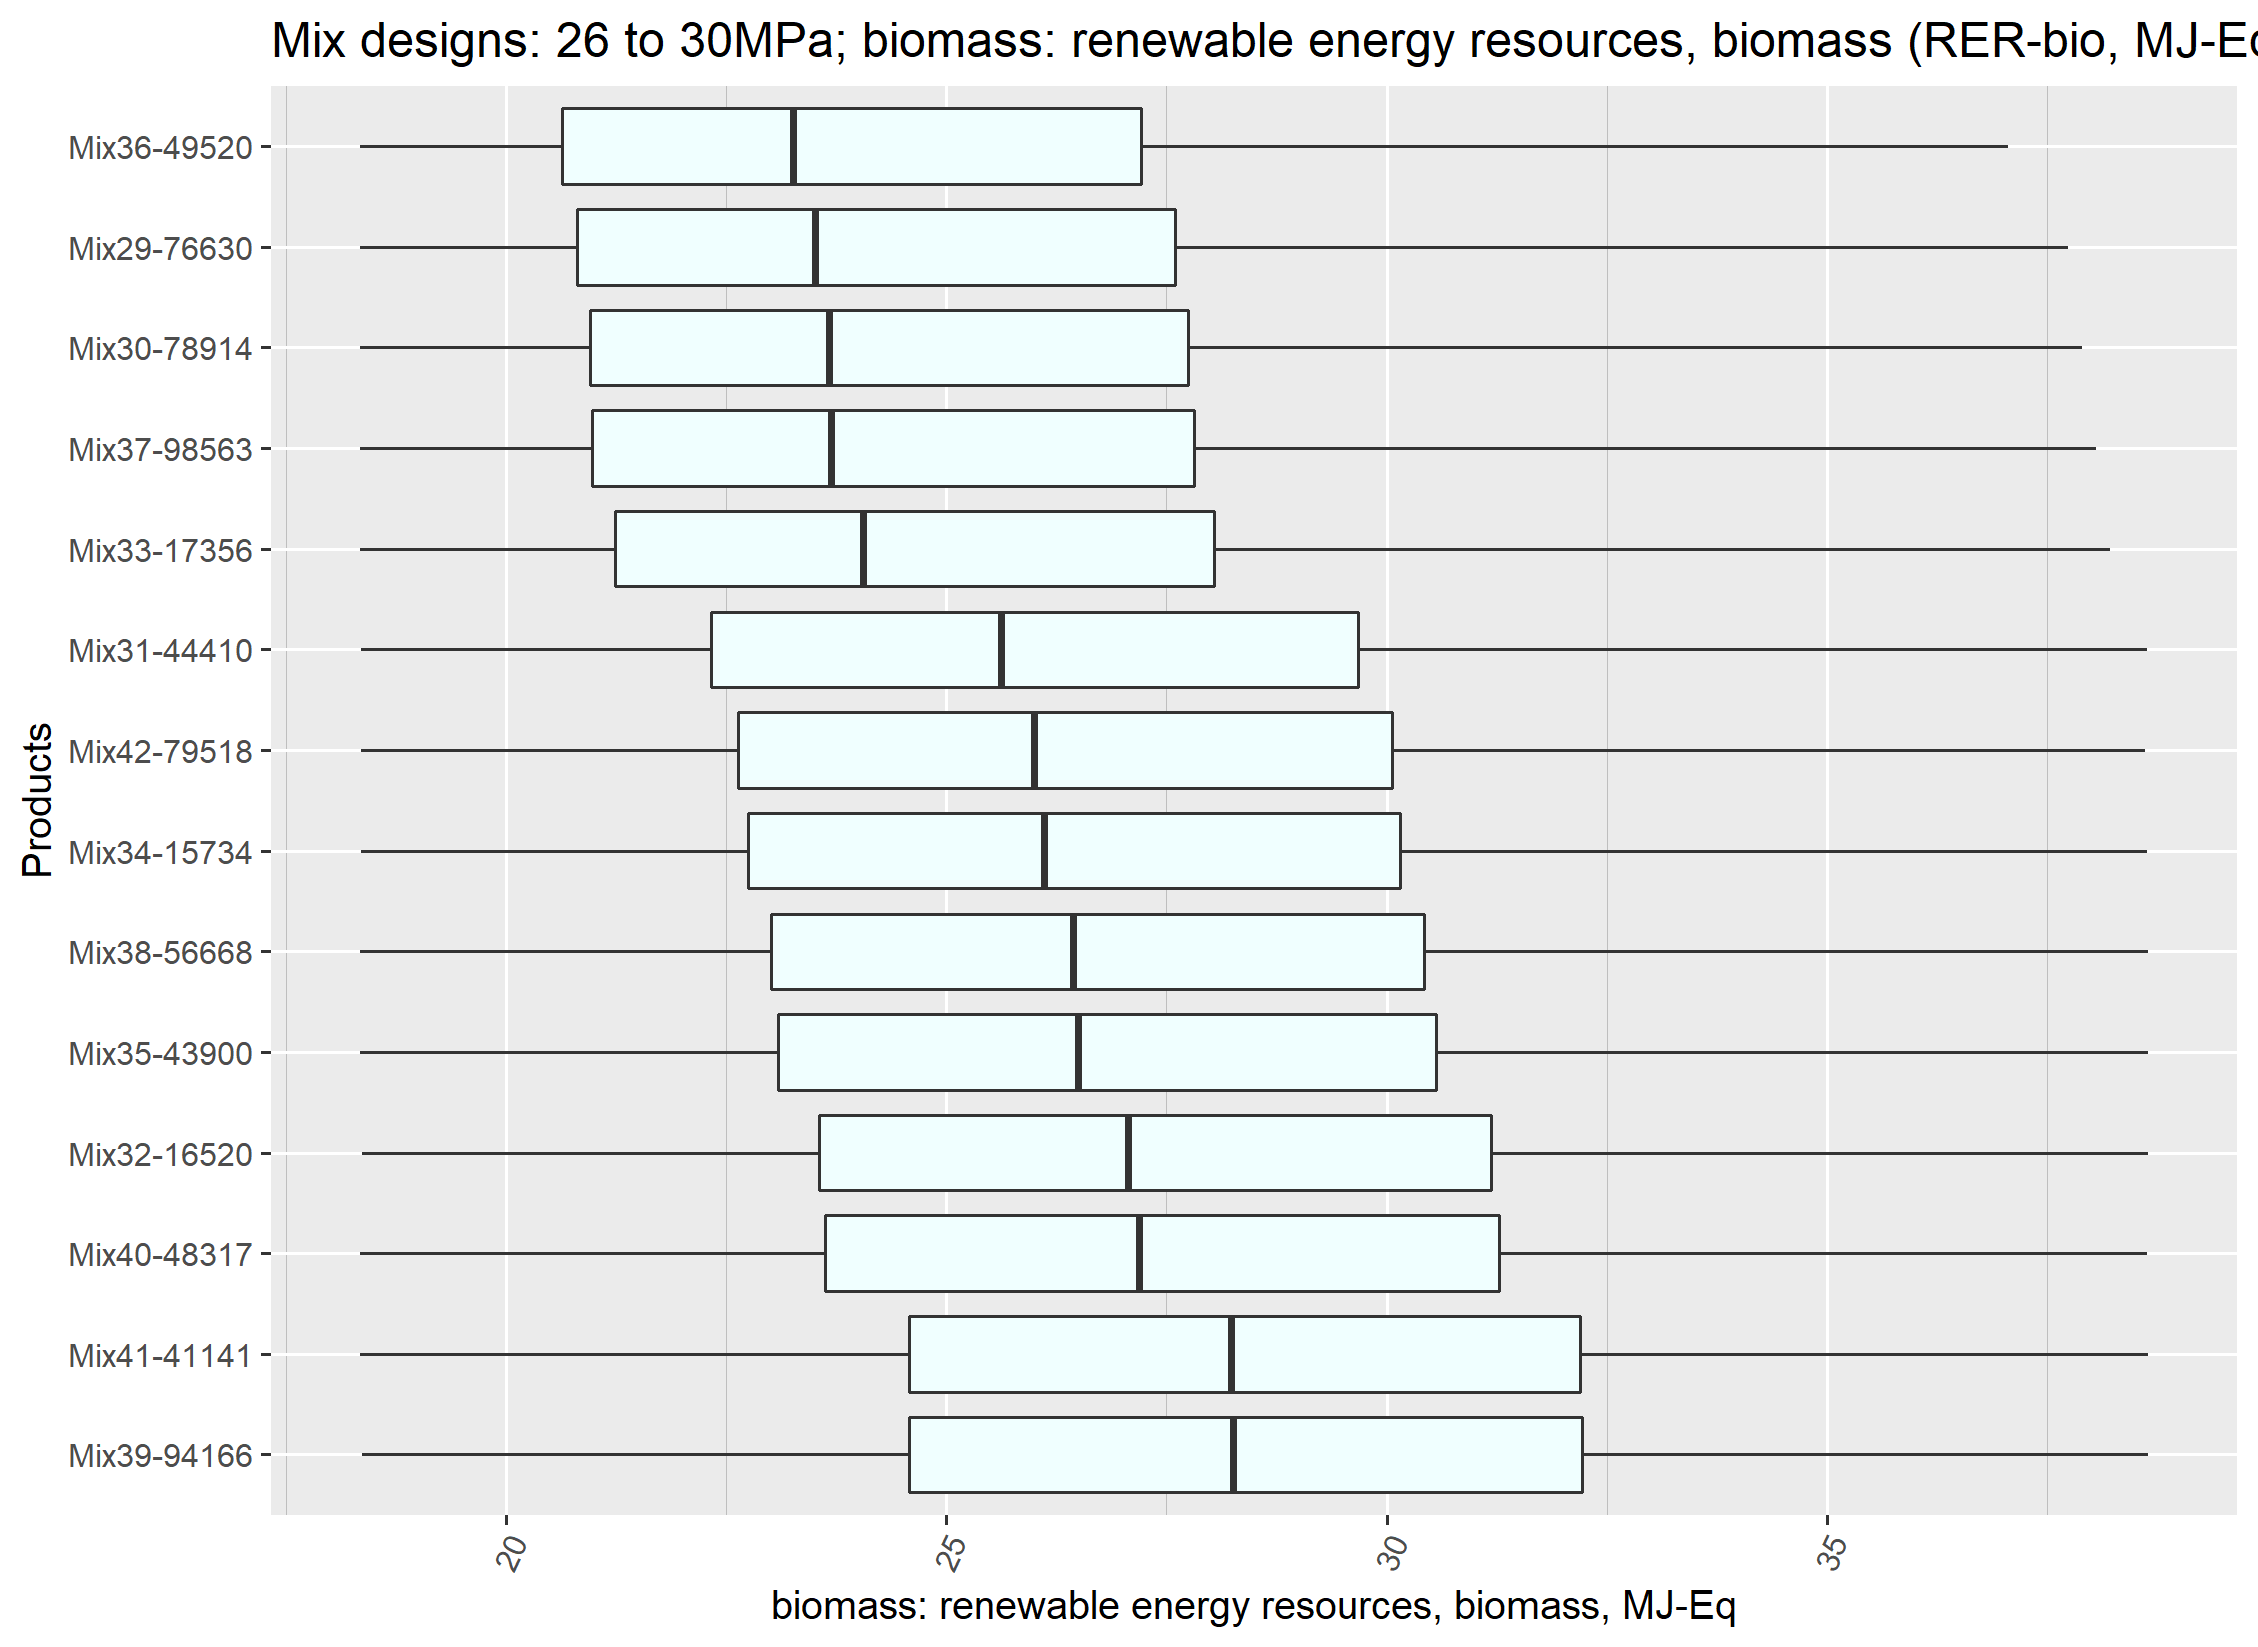 Mix designs: 26 to 30MPa; biomass: renewable energy resources, biomass (RER-bio, MJ-Ec
Mix36-49520
Mix29-76630
Mix30-78914
Mix37-98563
Mix33-17356
Mix31-44410
Mix42-79518
Mix34-15734
Mix38-56668
Mix35-43900
Mix32-16520
Mix40-48317
Mix41-41141
Mix39-94166
Products
20
25
30
35
biomass: renewable energy resources, biomass, MJ-Eq